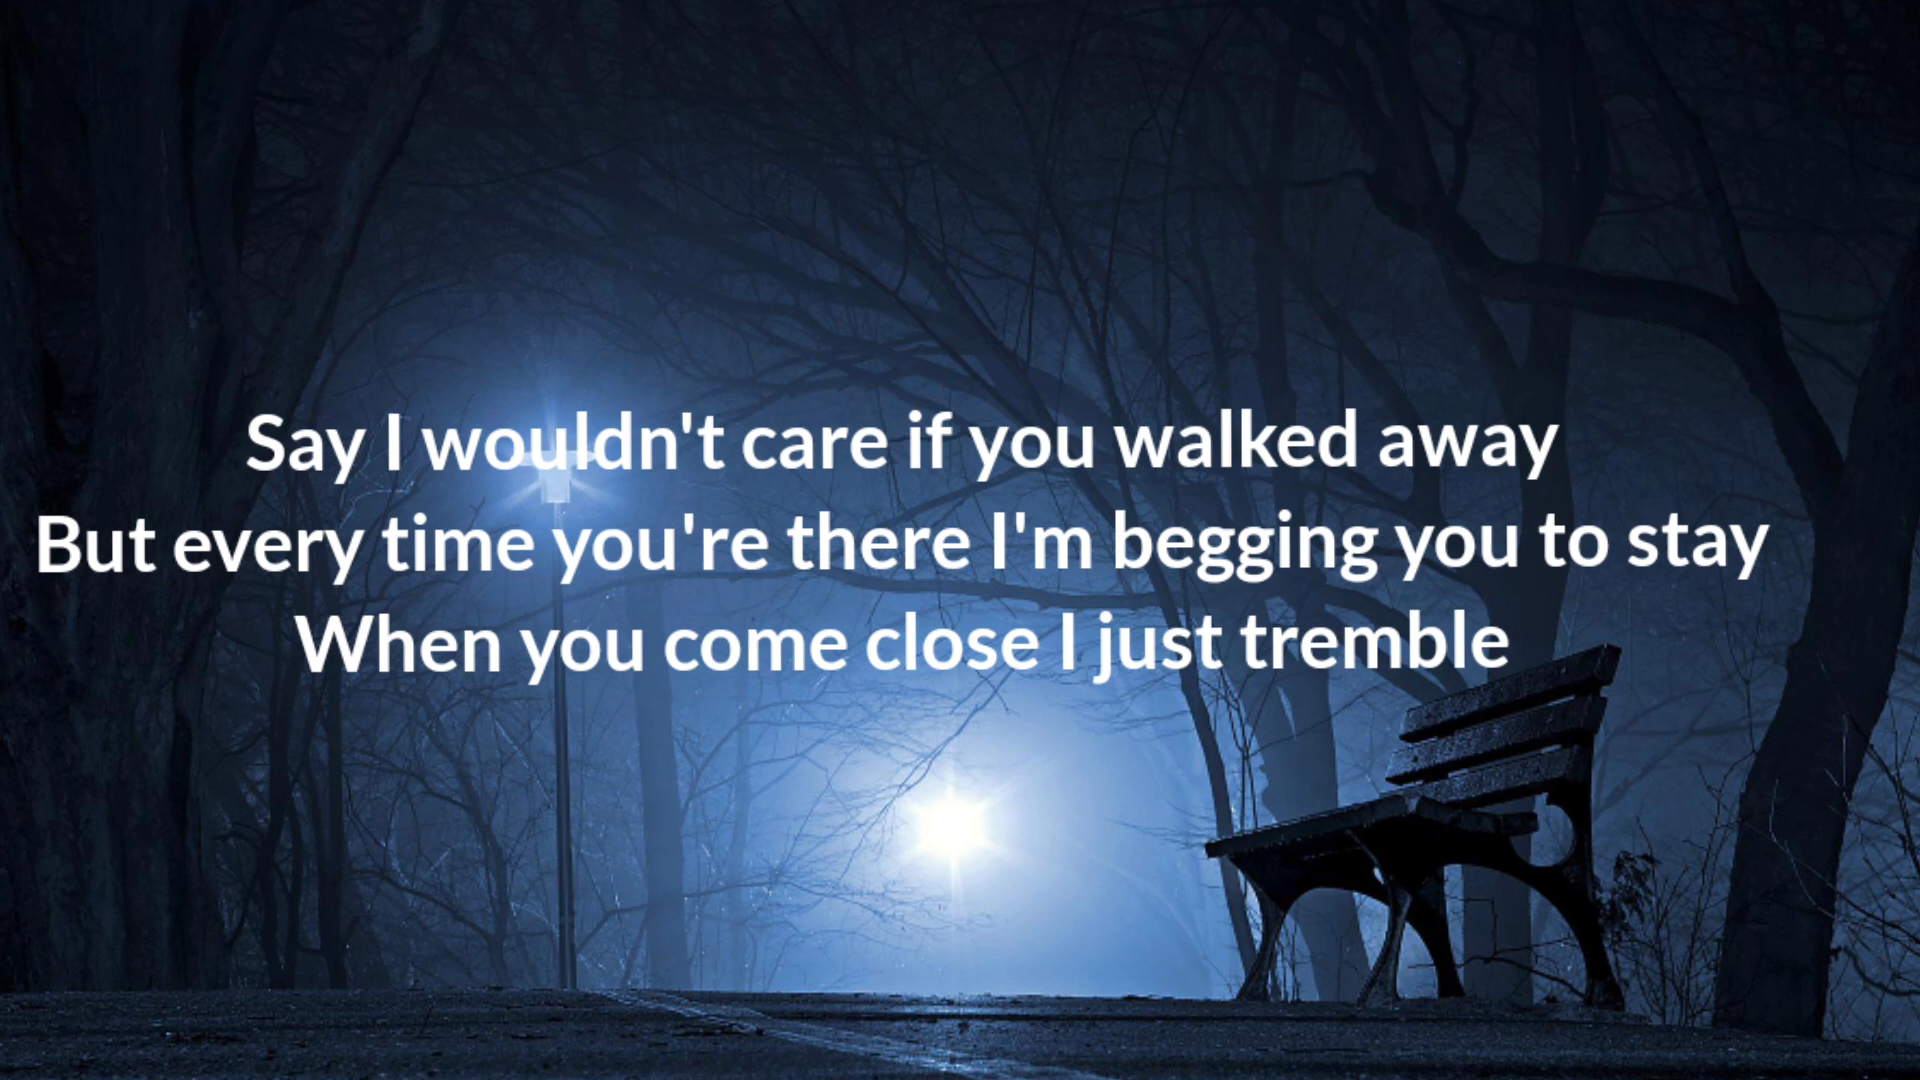 Say I wouldn't care if you walked away
But every time you're there I'm begging you to stay
When you come close I just tremble